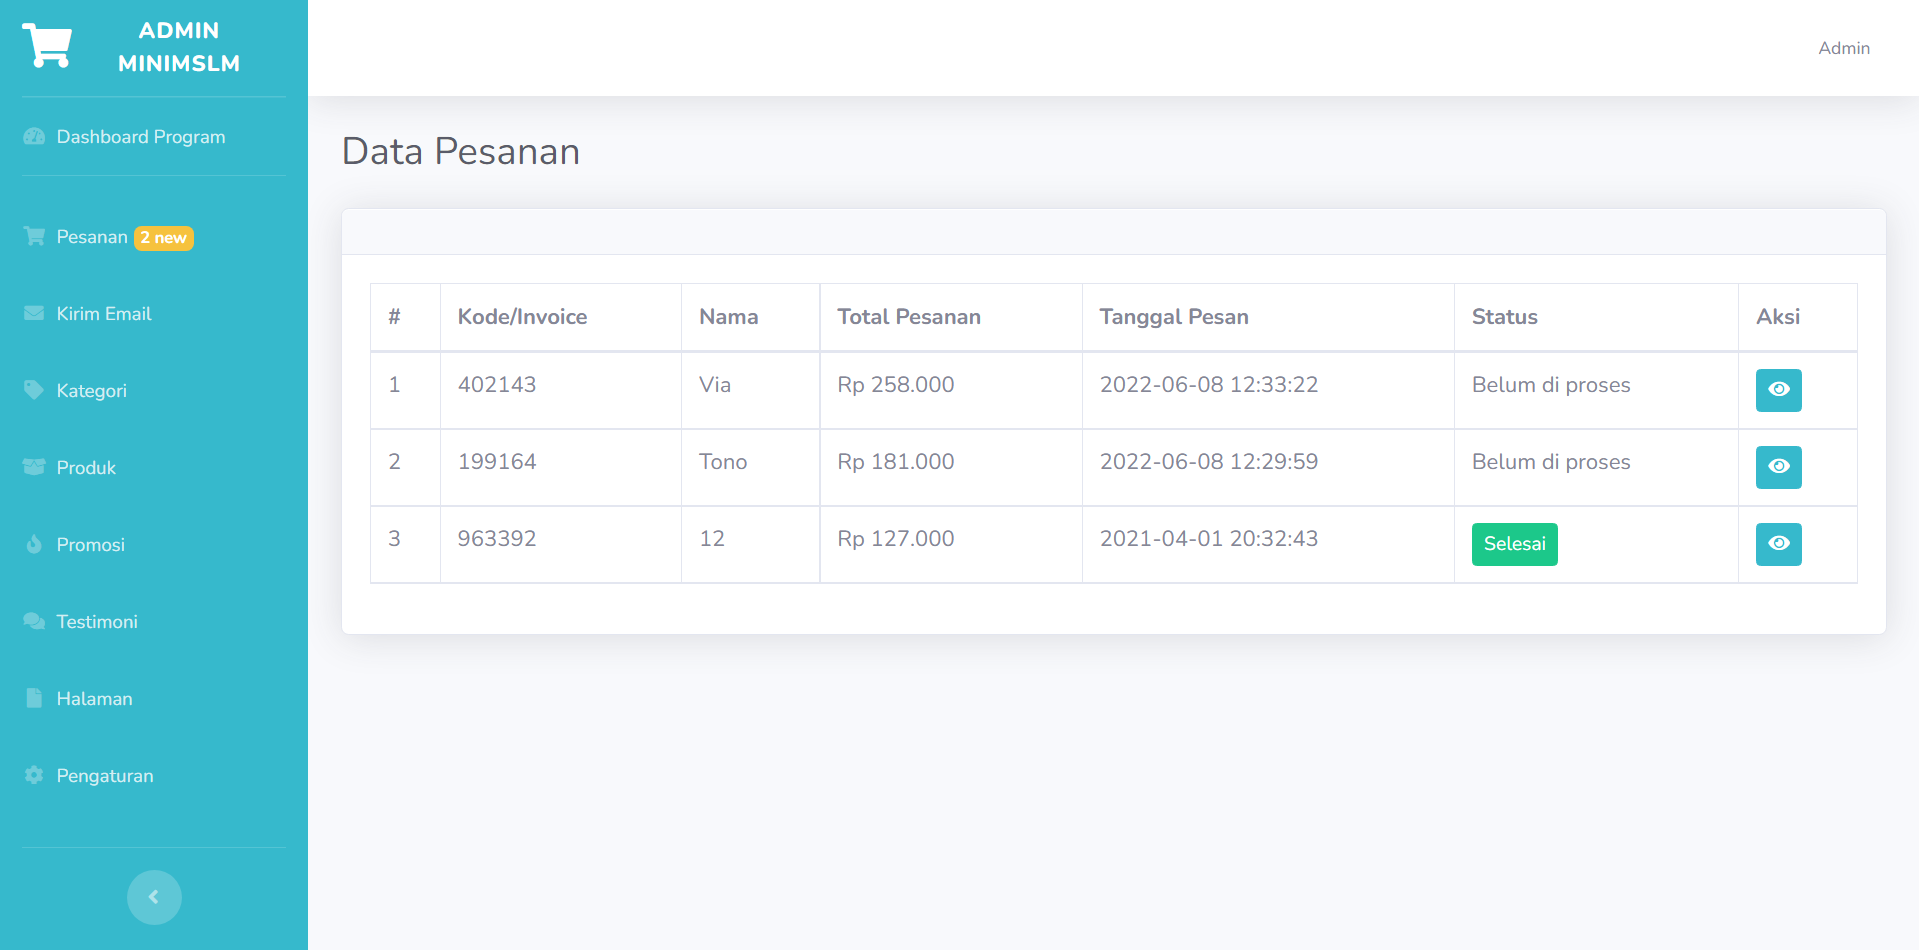 ADMIN
MINIMSLM
Admin
Dashboard Program
Pesanan 2 new
Kirim Email
Kategori
Produk
Promosi
Testimoni
Halaman
Pengaturan
Data Pesanan
# Kode/Invoice Nama Total Pesanan Tanggal Pesan Status Aksi
1 402143 Via Rp 258.000 2022-06-08 12:33:22 Belum di proses
2 199164 Tono Rp 181.000 2022-06-08 12:29:59 Belum di proses
3 963392 12 Rp 127.000 2021-04-01 20:32:43 Selesai